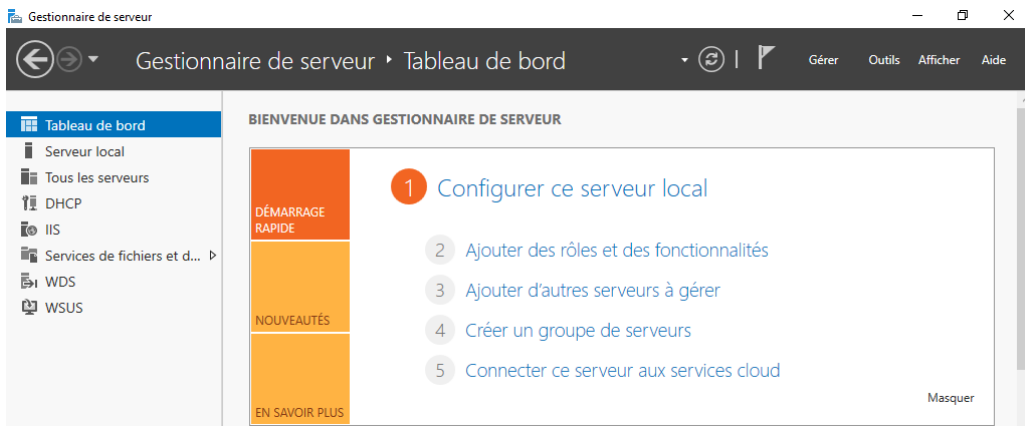 Gestionnaire de serveur
Gestionnaire de serveur ‣ Tableau de bord
Gérer Outils Afficher Aide
Tableau de bord
Serveur local
Tous les serveurs
DHCP
IIS
Services de fichiers et d...
WDS
WSUS
BIENVENUE DANS GESTIONNAIRE DE SERVEUR
DÉMARRAGE
RAPIDE
NOUVEAUTÉS
EN SAVOIR PLUS
1 Configurer ce serveur local
2 Ajouter des rôles et des fonctionnalités
3 Ajouter d’autres serveurs à gérer
4 Créer un groupe de serveurs
5 Connecter ce serveur aux services cloud
Masquer